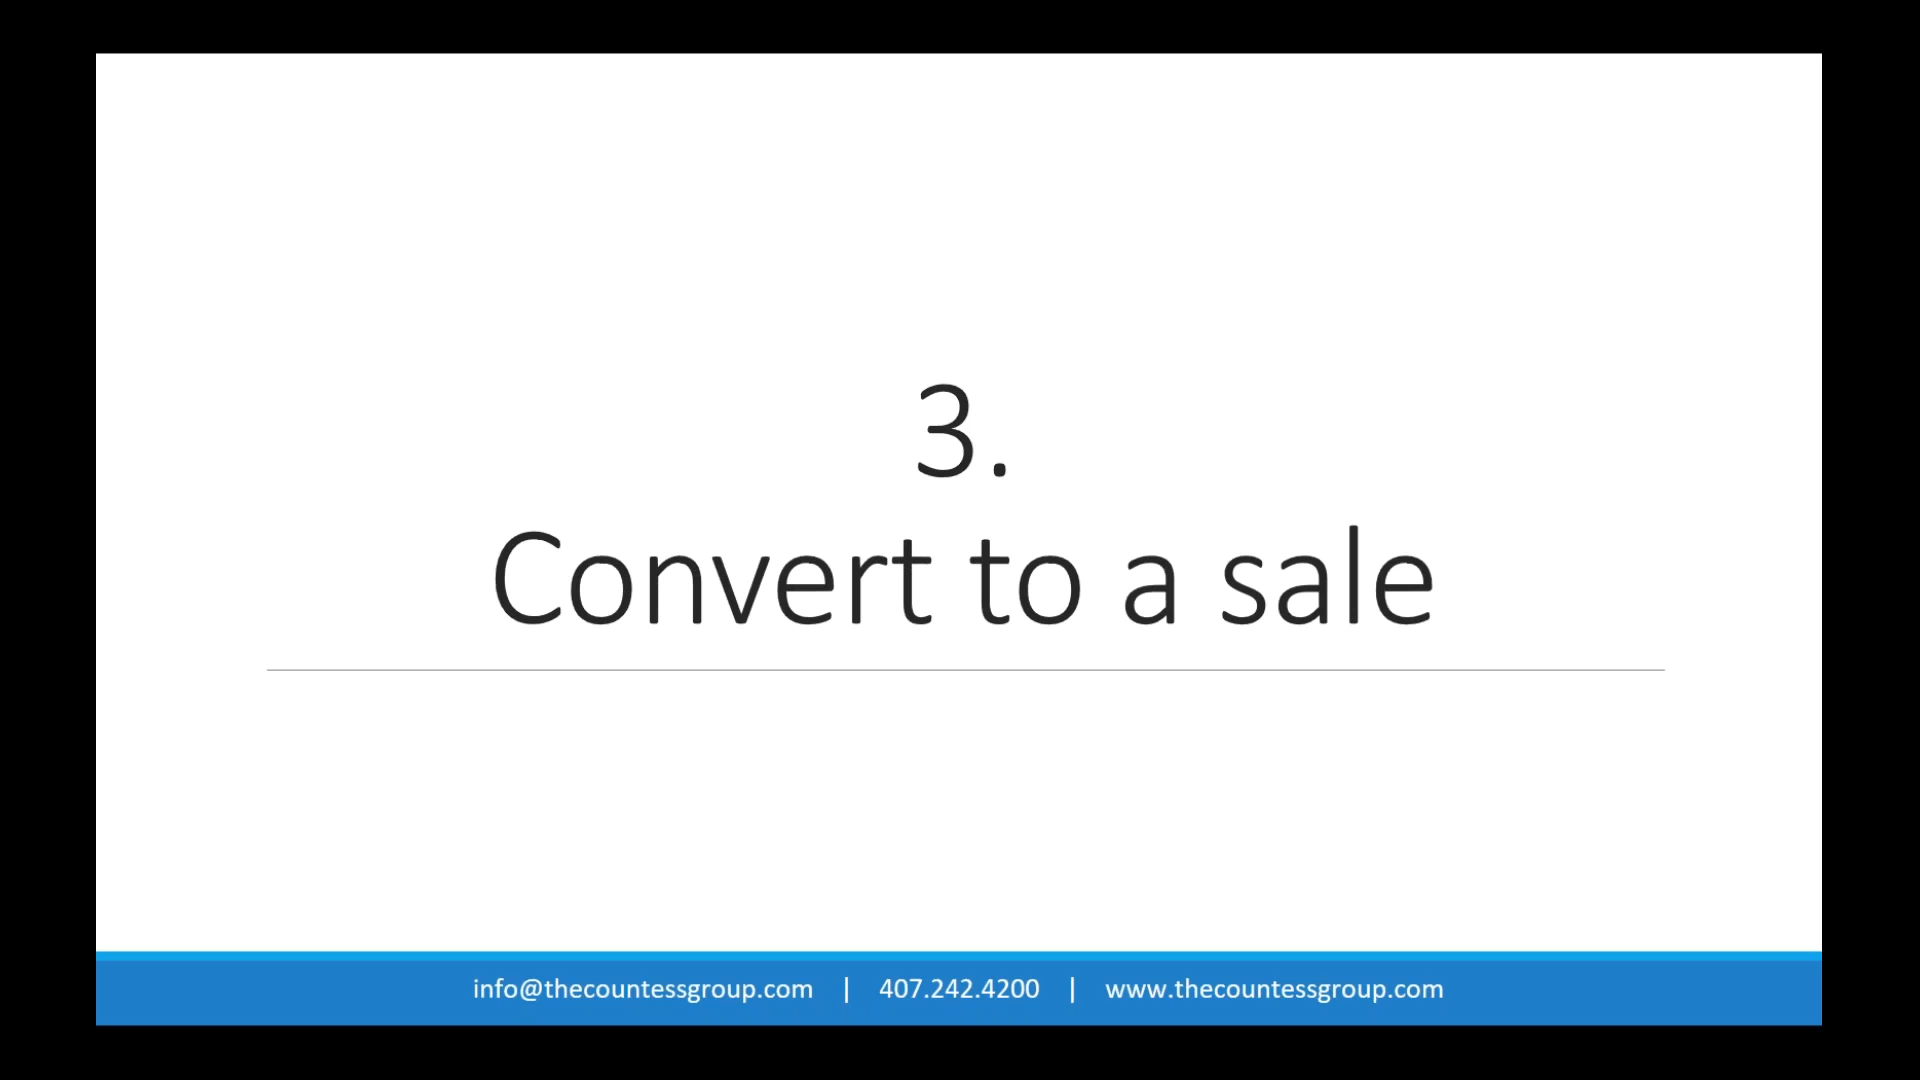 3.
Convert to a sale
info@thecountessgroup.com | 407.242.4200 | www.thecountessgroup.com